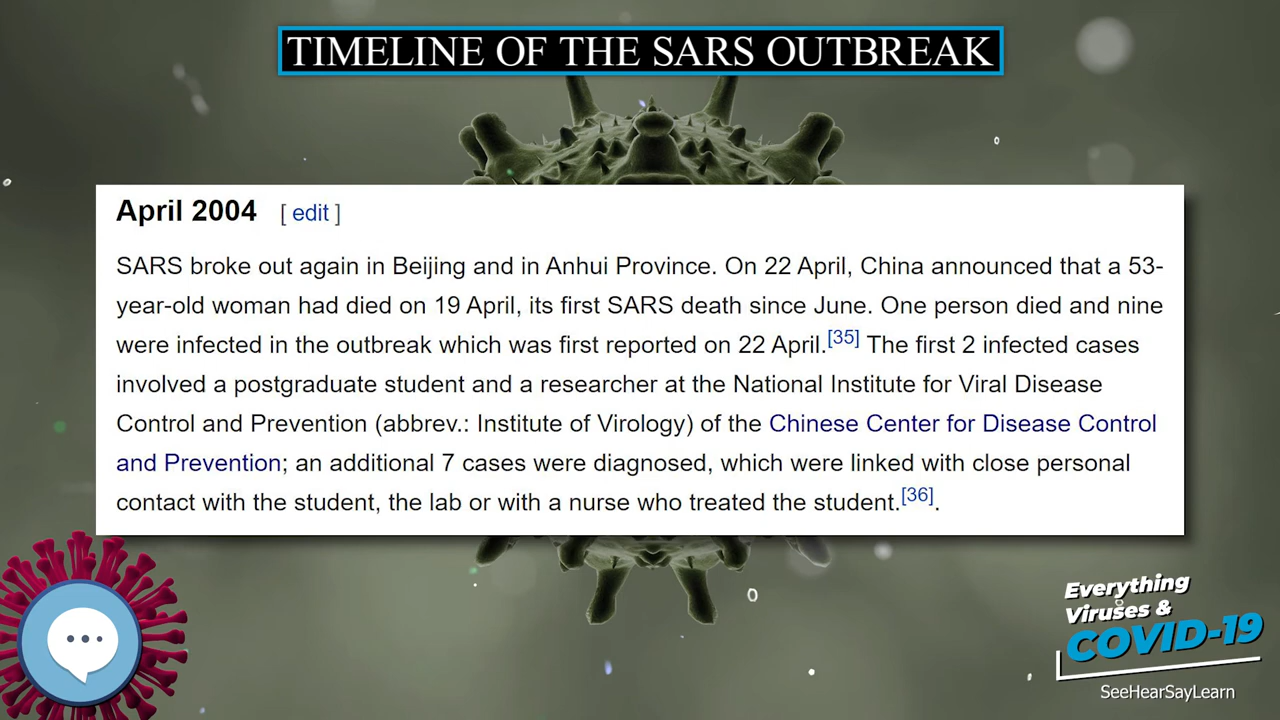 TIMELINE OF THE SARS OUTBREAK
April 2004 [ edit ]
SARS broke out again in Beijing and in Anhui Province. On 22 April, China announced that a 53-
year-old woman had died on 19 April, its first SARS death since June. One person died and nine
were infected in the outbreak which was first reported on 22 April.[35] The first 2 infected cases
involved a postgraduate student and a researcher at the National Institute for Viral Disease
Control and Prevention (abbrev.: Institute of Virology) of the Chinese Center for Disease Control
and Prevention; an additional 7 cases were diagnosed, which were linked with close personal
contact with the student, the lab or with a nurse who treated the student.[36].
Everything
Viruses &
COVID-19
SeeHearSayLearn